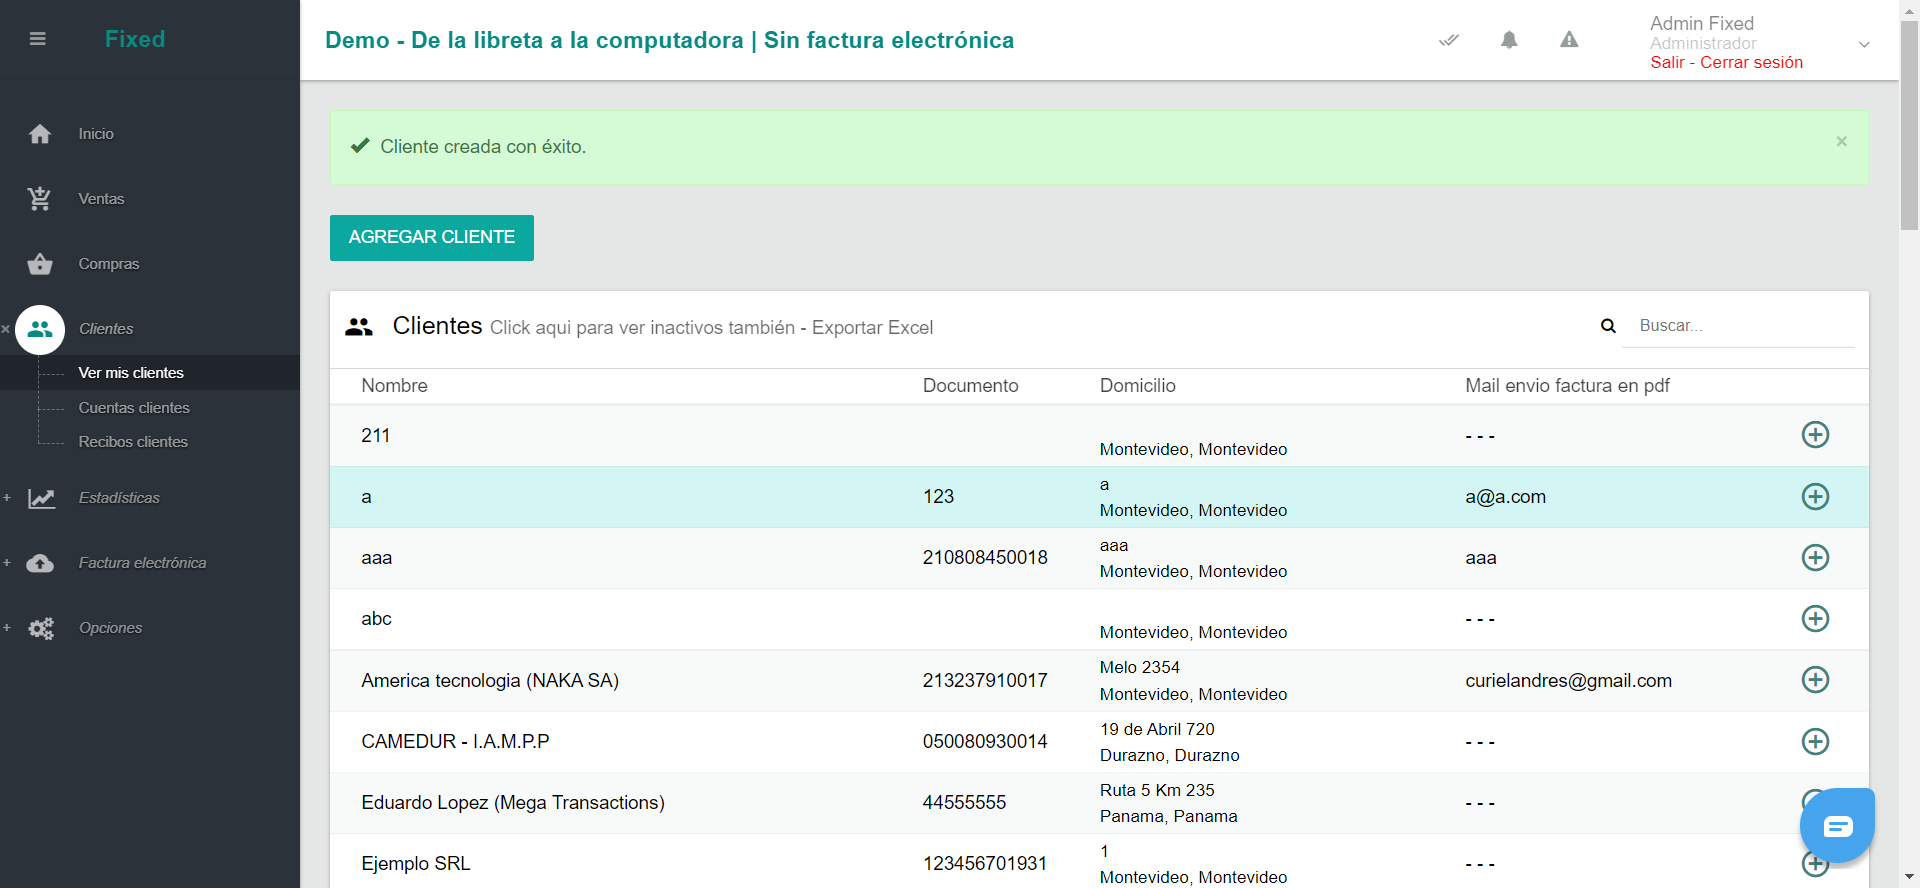 Fixed
Demo - De la libreta a la computadora | Sin factura electrónica
Admin Fixed
Administrador
Salir - Cerrar sesión
Inicio
Ventas
Compras
Clientes
Ver mis clientes
Cuentas clientes
Recibos clientes
Estadísticas
Factura electrónica
Opciones
Cliente creada con éxito.
×
AGREGAR CLIENTE
Clientes Click aqui para ver inactivos también - Exportar Excel
Buscar...
Nombre Documento Domicilio Mail envio factura en pdf
211 Montevideo, Montevideo - - -
a 123 a
Montevideo, Montevideo a@a.com
aaa 210808450018 aaa
Montevideo, Montevideo aaa
abc Montevideo, Montevideo - - -
America tecnologia (NAKA SA) 213237910017 Melo 2354
Montevideo, Montevideo curielandres@gmail.com
CAMEDUR - I.A.M.P.P 050080930014 19 de Abril 720
Durazno, Durazno - - -
Eduardo Lopez (Mega Transactions) 44555555 Ruta 5 Km 235
Panama, Panama - - -
Ejemplo SRL 123456701931 1
Montevideo, Montevideo - - -